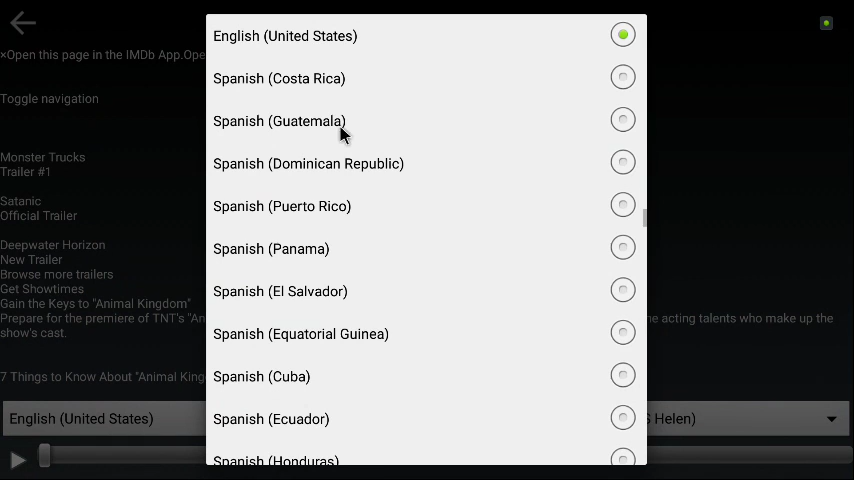 ×Open this page in the IMDb App.Ope
Toggle navigation
Monster Trucks
Trailer #1
Satanic
Official Trailer
Deepwater Horizon
New Trailer
Browse more trailers
Get Showtimes
Gain the Keys to "Animal Kingdom"
Prepare for the premiere of TNT's "An
he acting talents who make up the
show's cast.
7 Things to Know About "Animal King
English (United States)
Spanish (Costa Rica)
Spanish (Guatemala)
Spanish (Dominican Republic)
Spanish (Puerto Rico)
Spanish (Panama)
Spanish (El Salvador)
Spanish (Equatorial Guinea)
Spanish (Cuba)
Spanish (Ecuador)
Spanish (Honduras)
English (United States)
S Helen)